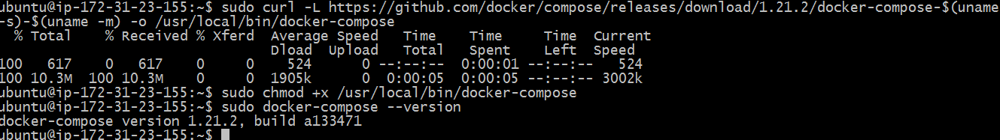 ubuntu@ip-172-31-23-155:~$ sudo curl -L https://github.com/docker/compose/releases/download/1.21.2/docker-compose-$(uname
-s)-$(uname -m) -o /usr/local/bin/docker-compose
  % Total    % Received % Xferd  Average Speed   Time    Time     Time  Current
                                 Dload  Upload   Total   Spent    Left  Speed
100   617    0   617    0     0    524      0 --:--:--  0:00:01 --:--:--   524
100 10.3M  100 10.3M    0     0  1905k      0  0:00:05  0:00:05 --:--:-- 3002k
ubuntu@ip-172-31-23-155:~$ sudo chmod +x /usr/local/bin/docker-compose
ubuntu@ip-172-31-23-155:~$ sudo docker-compose --version
docker-compose version 1.21.2, build a133471
ubuntu@ip-172-31-23-155:~$